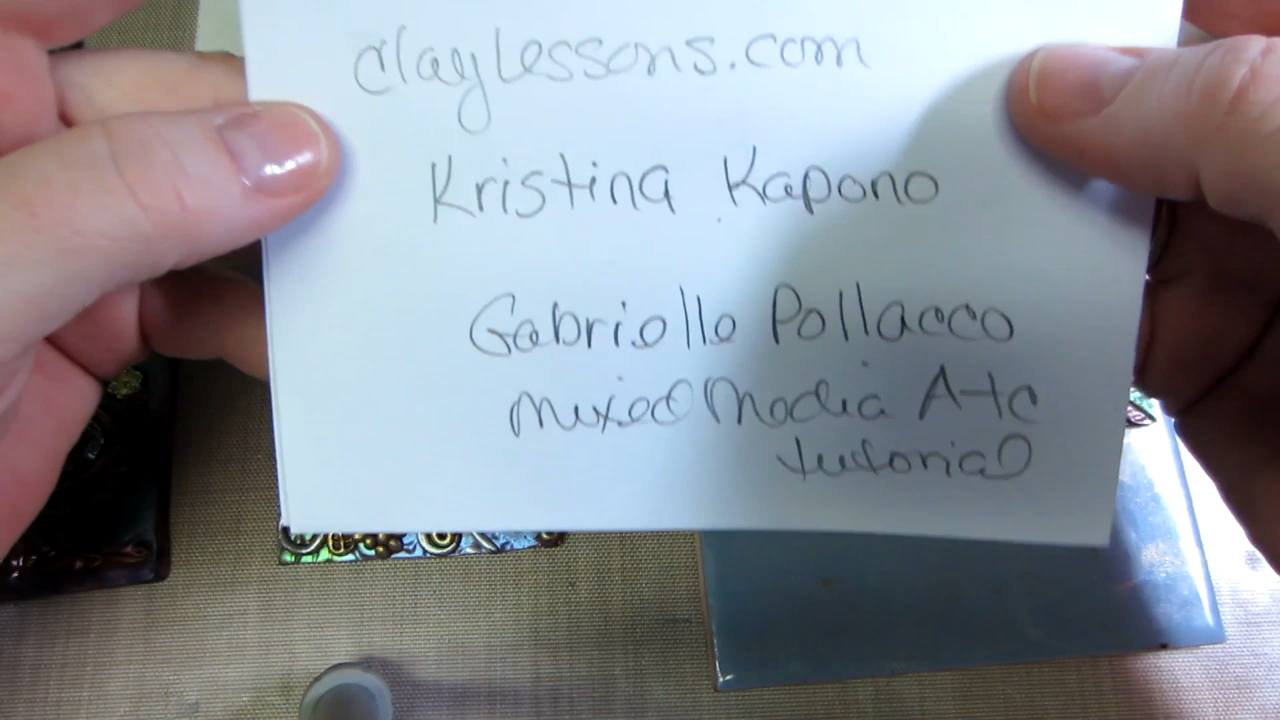 claylessons.com
Kristina Kapono
Gabrielle Pollacco
mixed Media Atc
tutorial